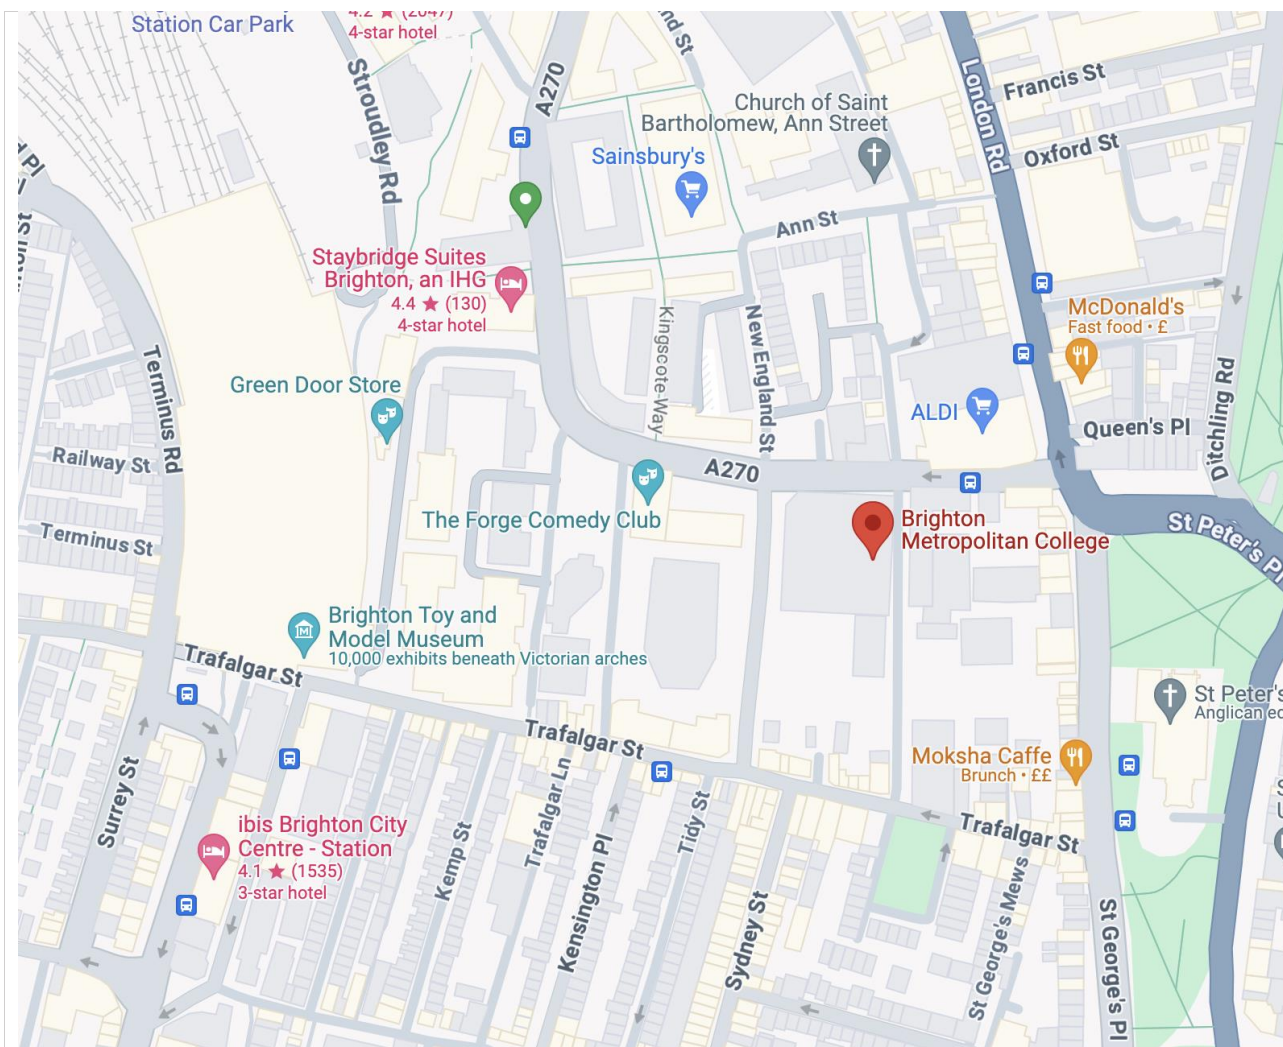 Station Car Park
4.2 ★ (2047)
4-star hotel
Stroudley Rd
A270
nd St
London Rd
Francis St
Oxford St
Church of Saint
Bartholomew, Ann Street
Sainsbury's
Ann St
d Pl
Staybridge Suites
Brighton, an IHG
4.4 ★ (130)
4-star hotel
McDonald's
Fast food • £
Kingscote Way
New England St
Terminus Rd
Green Door Store
ALDI
Queen's Pl
Ditchling Rd
Railway St
A270
The Forge Comedy Club
Brighton
Metropolitan College
St Peter's Pl
Terminus St
Brighton Toy and
Model Museum
10,000 exhibits beneath Victorian arches
Trafalgar St
St Peter's
Anglican
Trafalgar St
Moksha Caffe
Brunch • ££
Surrey St
ibis Brighton City
Centre - Station
4.1 ★ (1535)
3-star hotel
Kemp St
Trafalgar Ln
Kensington Pl
Tidy St
Sydney St
Trafalgar St
St George's Mews
St George's Pl